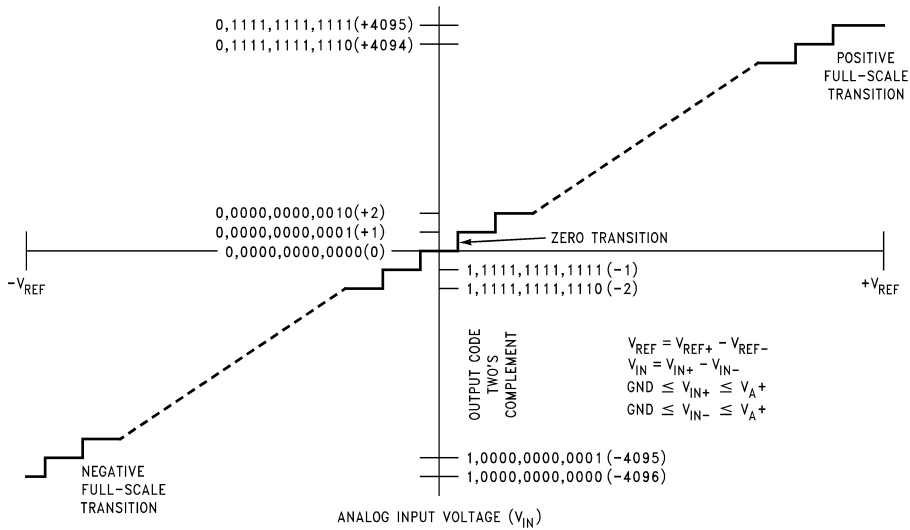 0,1111,1111,1111(+4095)
0,1111,1111,1110(+4094)
POSITIVE
FULL-SCALE
TRANSITION
0,0000,0000,0010(+2)
0,0000,0000,0001(+1)
0,0000,0000,0000(0)
ZERO TRANSITION
-VREF
+VREF
1,1111,1111,1111(-1)
1,1111,1111,1110(-2)
OUTPUT CODE
TWO'S
COMPLEMENT
VREF = VREF+ - VREF-
VIN = VIN+ - VIN-
GND ≤ VIN+ ≤ VA+
GND ≤ VIN- ≤ VA+
1,0000,0000,0001(-4095)
1,0000,0000,0000(-4096)
NEGATIVE
FULL-SCALE
TRANSITION
ANALOG INPUT VOLTAGE (VIN)